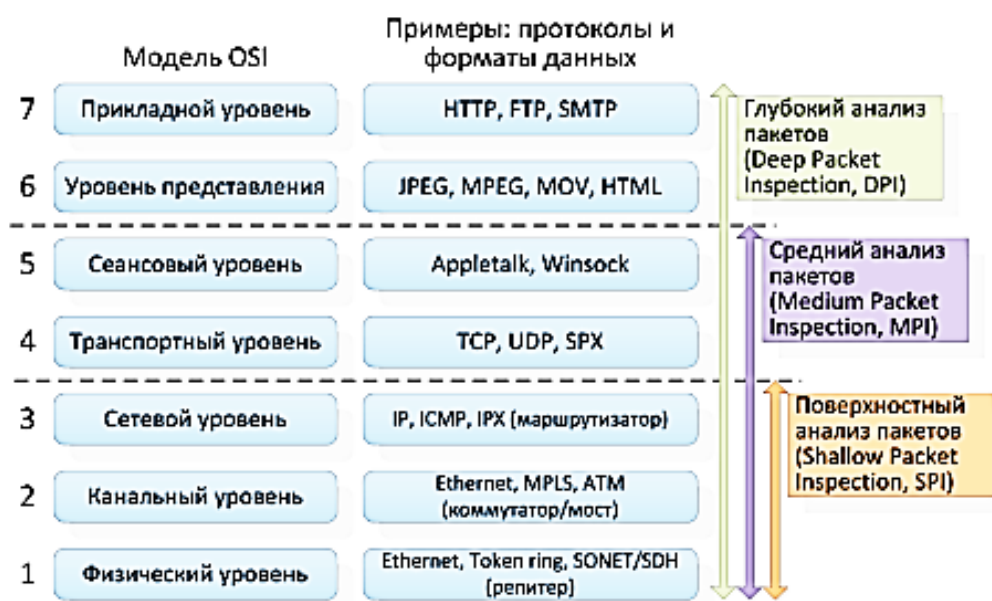 Модель OSI
Примеры: протоколы и
форматы данных
7
Прикладной уровень
HTTP, FTP, SMTP
6
Уровень представления
JPEG, MPEG, MOV, HTML
5
Сеансовый уровень
Appletalk, Winsock
4
Транспортный уровень
TCP, UDP, SPX
3
Сетевой уровень
IP, ICMP, IPX (маршрутизатор)
2
Канальный уровень
Ethernet, MPLS, ATM
(коммутатор/мост)
1
Физический уровень
Ethernet, Token ring, SONET/SDH
(репитер)
Глубокий анализ
пакетов
(Deep Packet
Inspection, DPI)
Средний анализ
пакетов
(Medium Packet
Inspection, MPI)
Поверхностный
анализ пакетов
(Shallow Packet
Inspection, SPI)